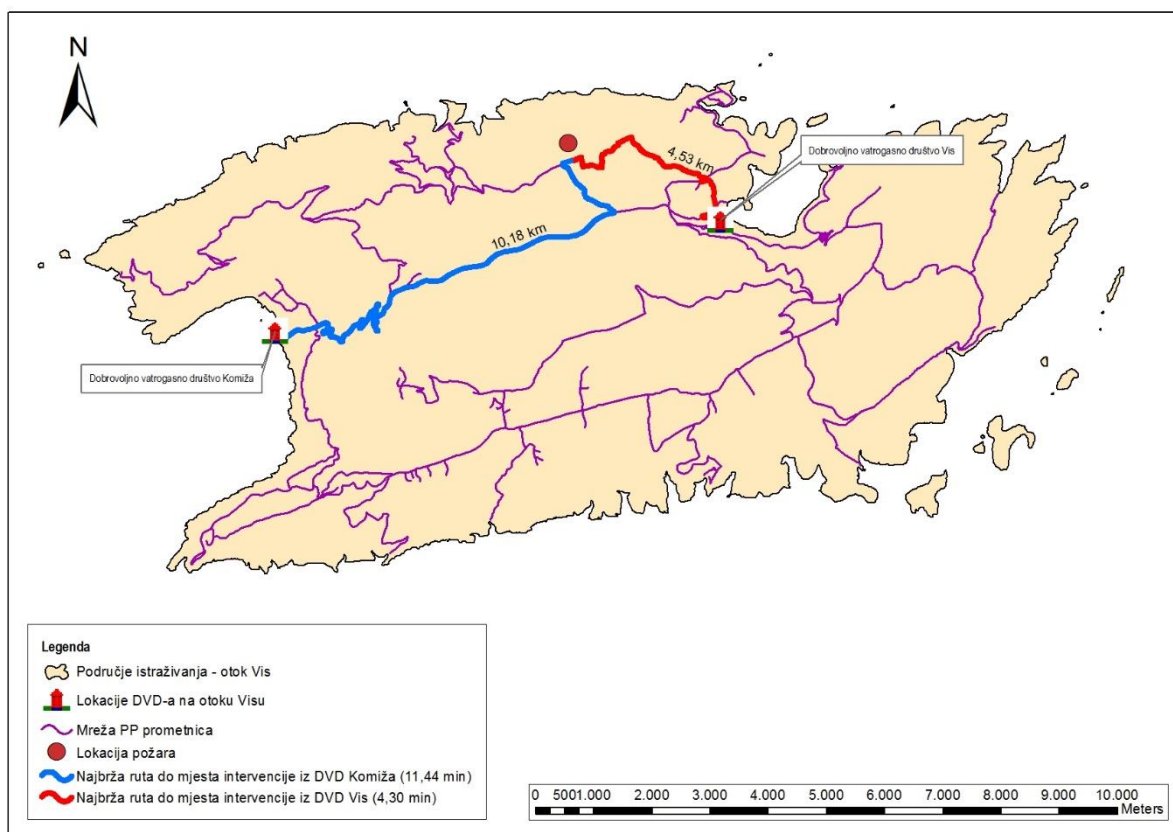 N
4,53 km
Dobrovoljno vatrogasno društvo Vis
10,18 km
Dobrovoljno vatrogasno društvo Komiža
Legenda
Područje istraživanja - otok Vis
Lokacije DVD-a na otoku Visu
Mreža PP prometnica
Lokacija požara
Najbrža ruta do mjesta intervencije iz DVD Komiža (11,44 min)
Najbrža ruta do mjesta intervencije iz DVD Vis (4,30 min)
0 500 1.000 2.000 3.000 4.000 5.000 6.000 7.000 8.000 9.000 10.000
Meters